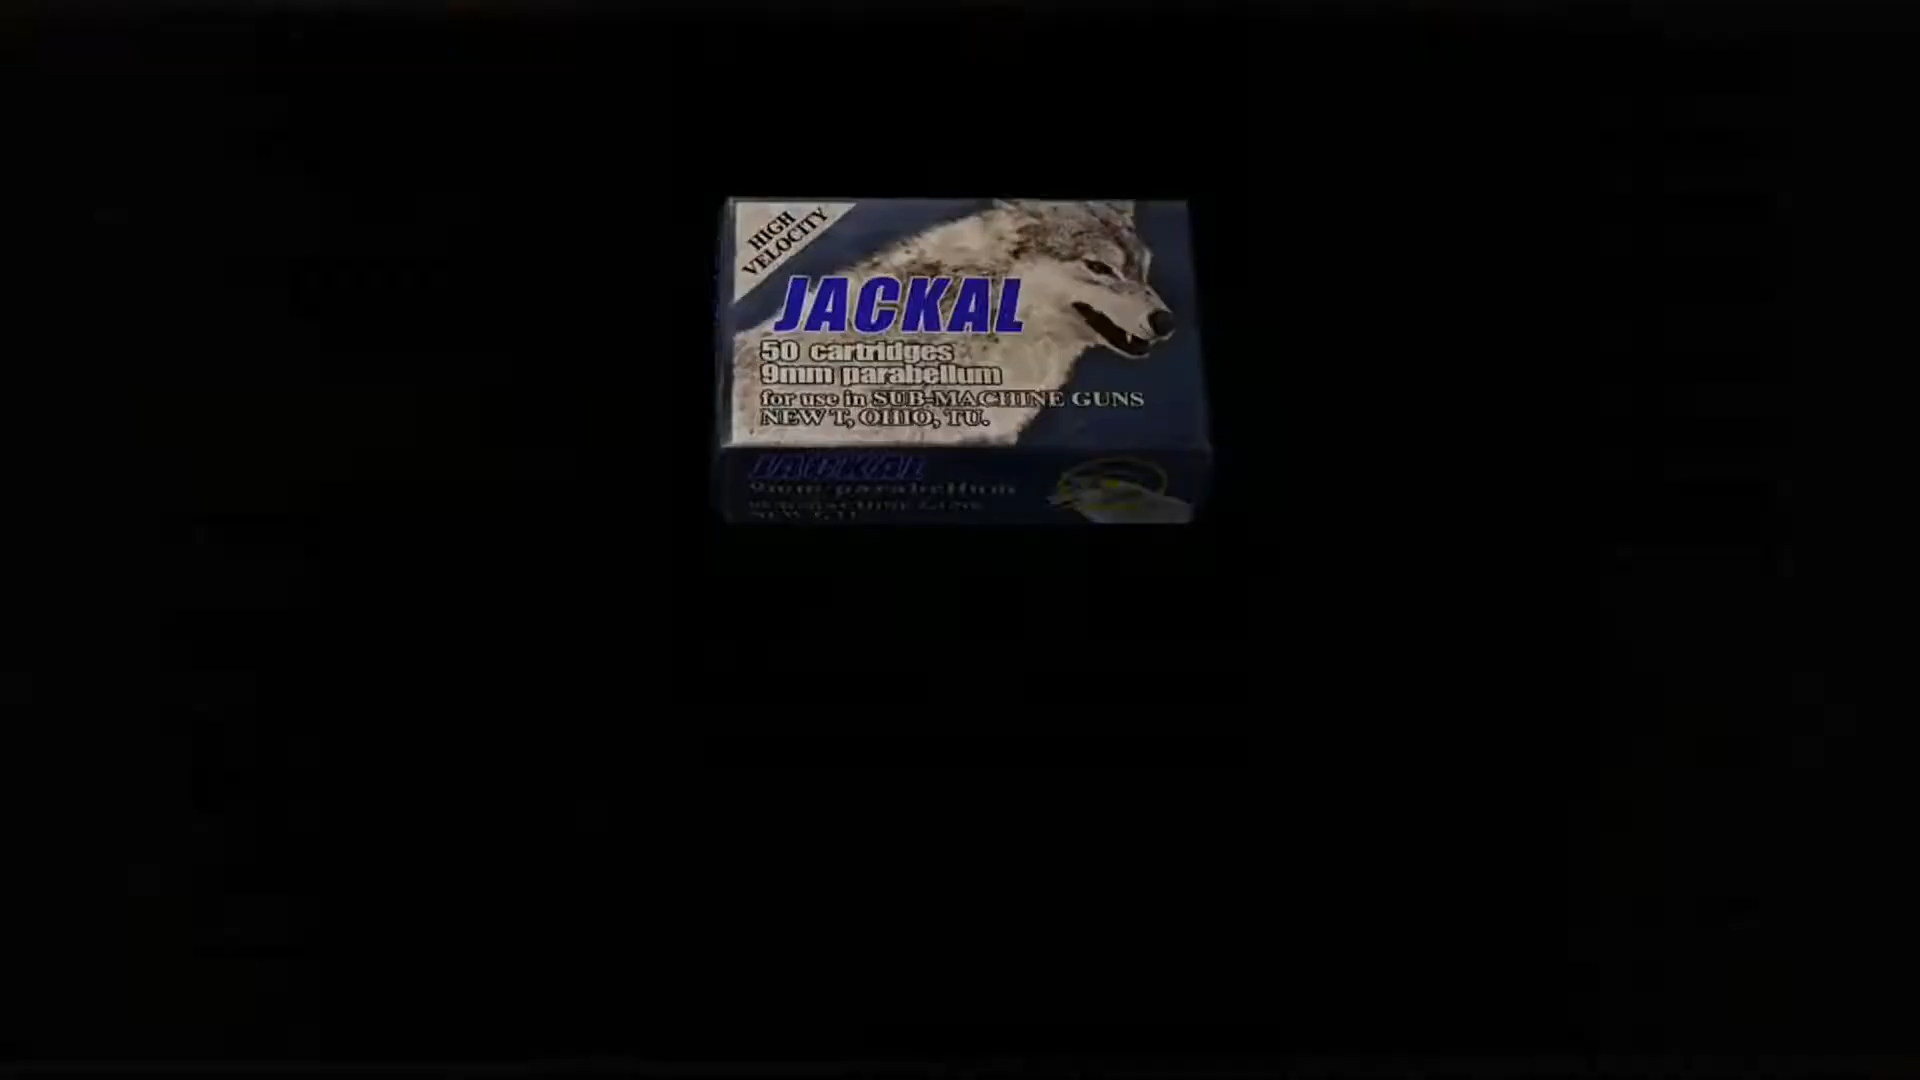 HIGH
VELOCITY
JACKAL
50 cartridges
9mm parabellum
for use in SUB-MACHINE GUNS
NEW T, OHIO, TU.
JACKAL
9mm parabellum